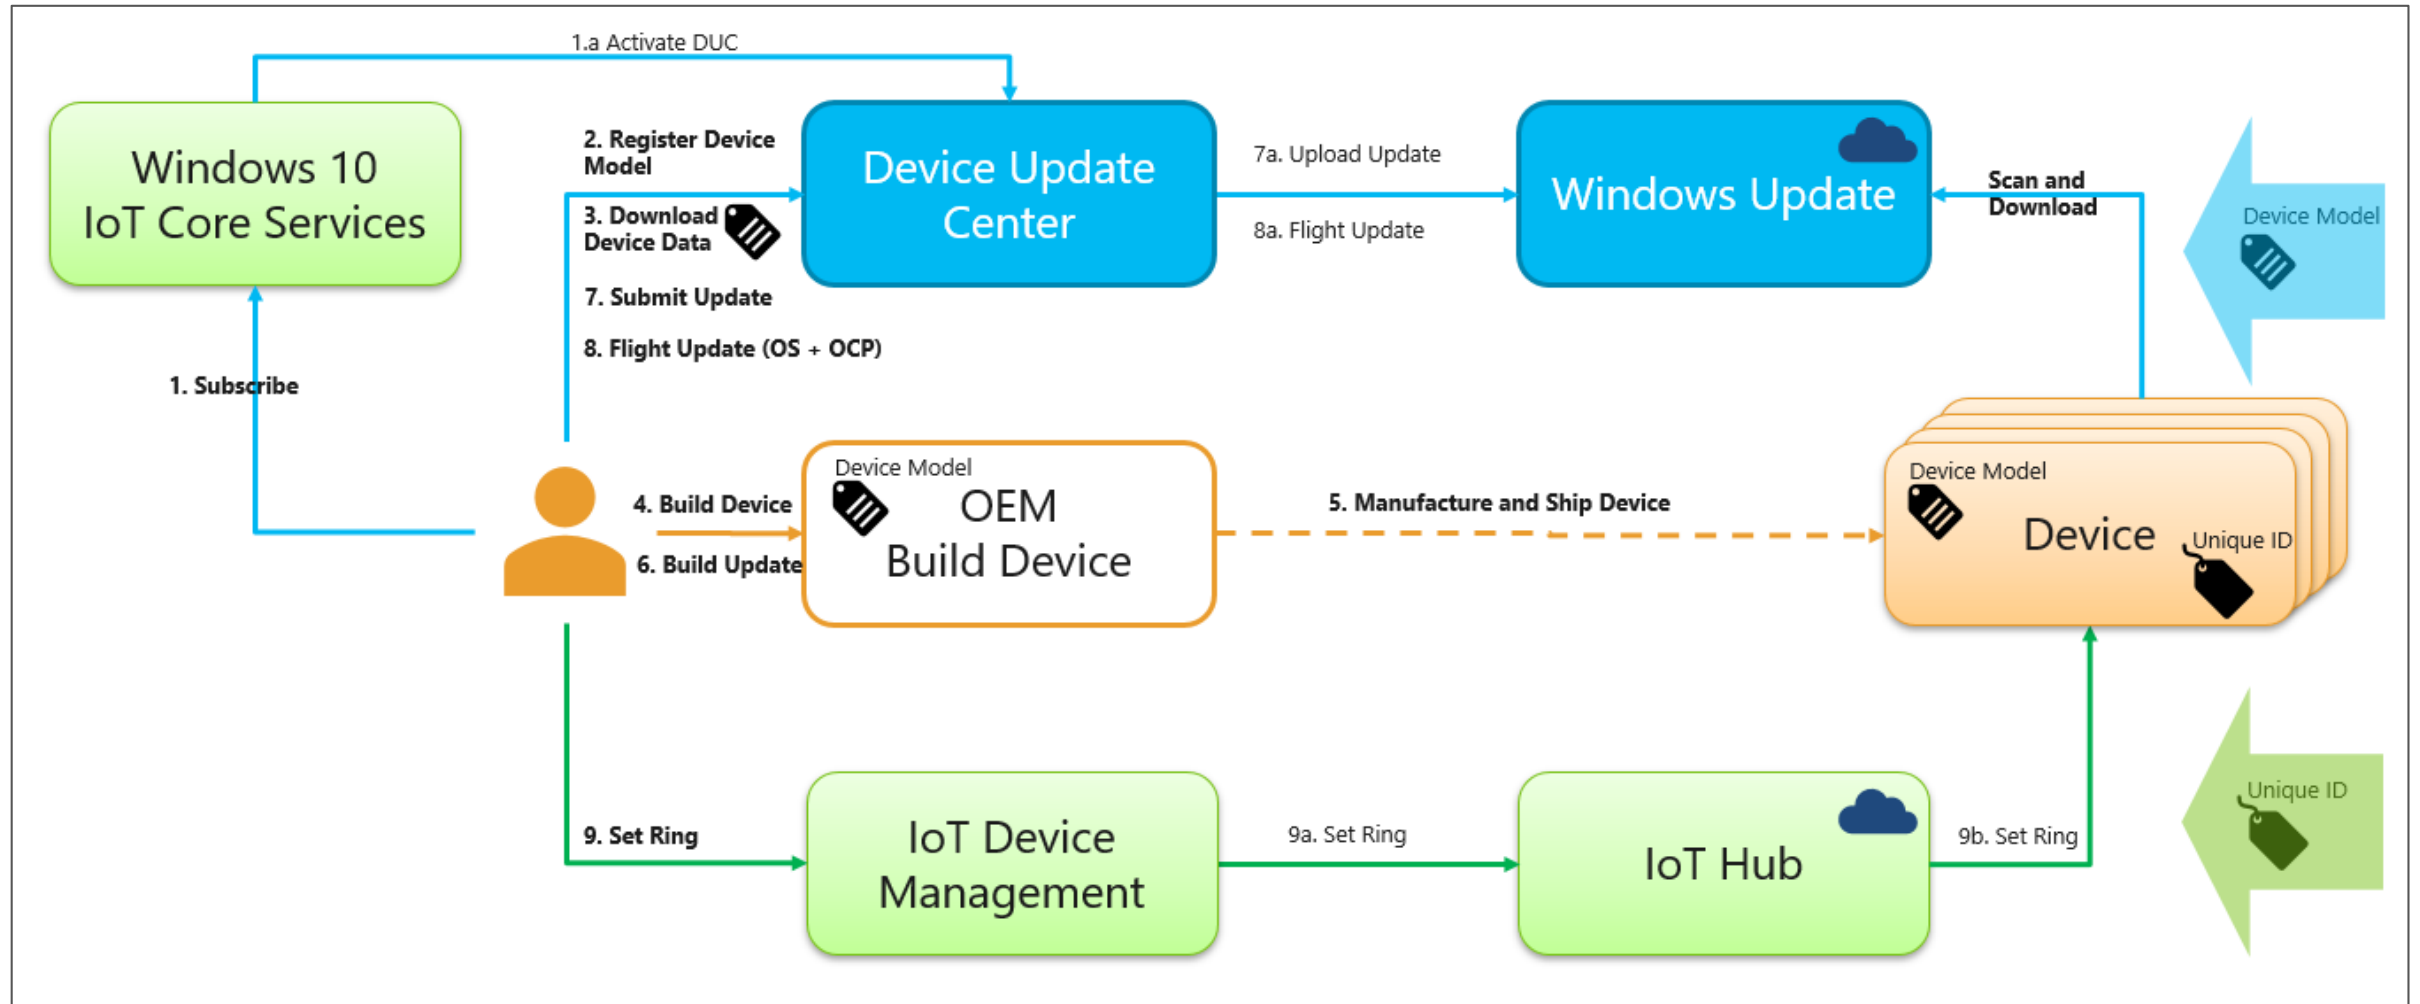 1.a Activate DUC
Windows 10
IoT Core Services
2. Register Device
Model
3. Download
Device Data
7. Submit Update
8. Flight Update (OS + OCP)
Device Update
Center
7a. Upload Update
8a. Flight Update
Windows Update
Scan and
Download
Device Model
1. Subscribe
4. Build Device
6. Build Update
Device Model
OEM
Build Device
5. Manufacture and Ship Device
Device Model
Device
Unique ID
9. Set Ring
IoT Device
Management
9a. Set Ring
IoT Hub
9b. Set Ring
Unique ID